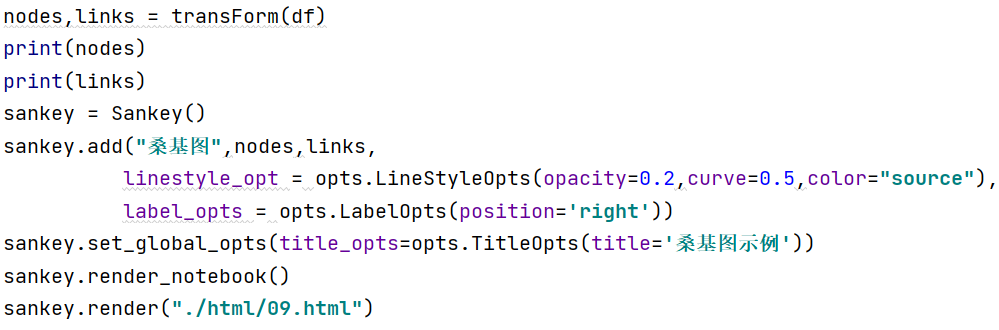 nodes,links = transForm(df)
print(nodes)
print(links)
sankey = Sankey()
sankey.add("桑基图",nodes,links,
linestyle_opt = opts.LineStyleOpts(opacity=0.2,curve=0.5,color="source"),
label_opts = opts.LabelOpts(position='right'))
sankey.set_global_opts(title_opts=opts.TitleOpts(title='桑基图示例'))
sankey.render_notebook()
sankey.render("./html/09.html")